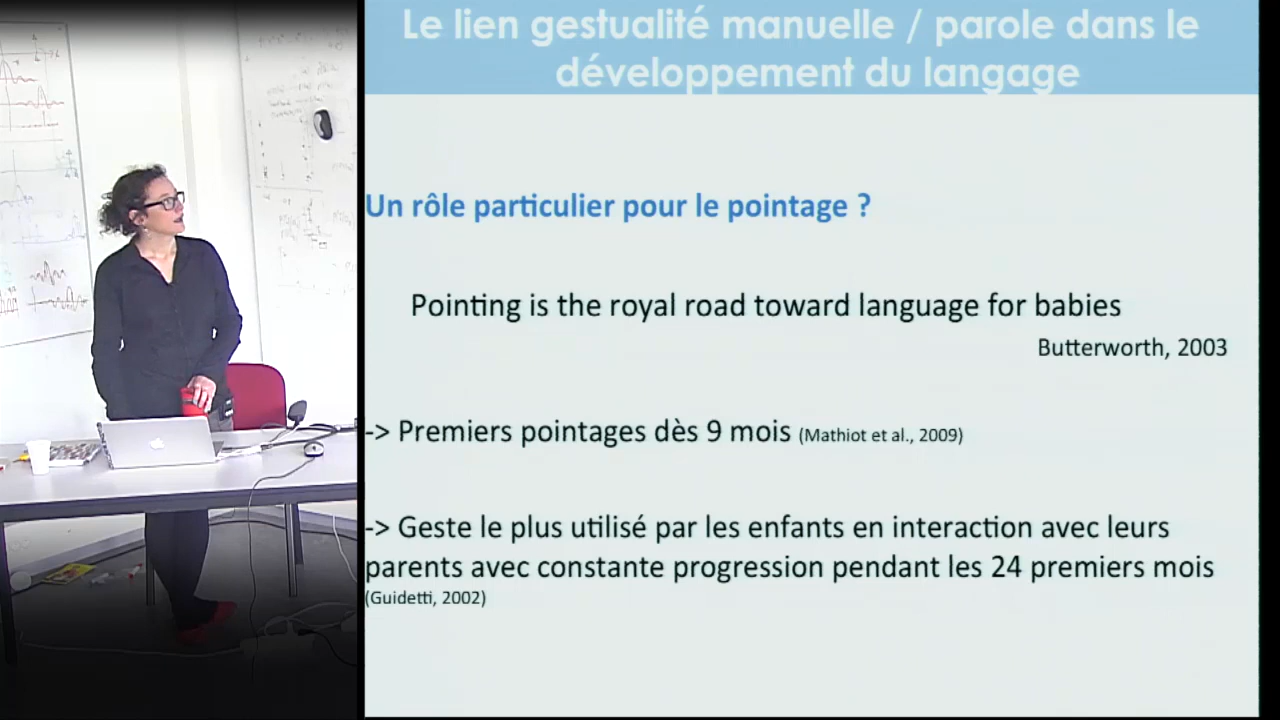 Le lien gestualité manuelle / parole dans le
développement du langage
Un rôle particulier pour le pointage ?
Pointing is the royal road toward language for babies
Butterworth, 2003
-> Premiers pointages dès 9 mois (Mathiot et al., 2009)
-> Geste le plus utilisé par les enfants en interaction avec leurs
parents avec constante progression pendant les 24 premiers mois
(Guidetti, 2002)